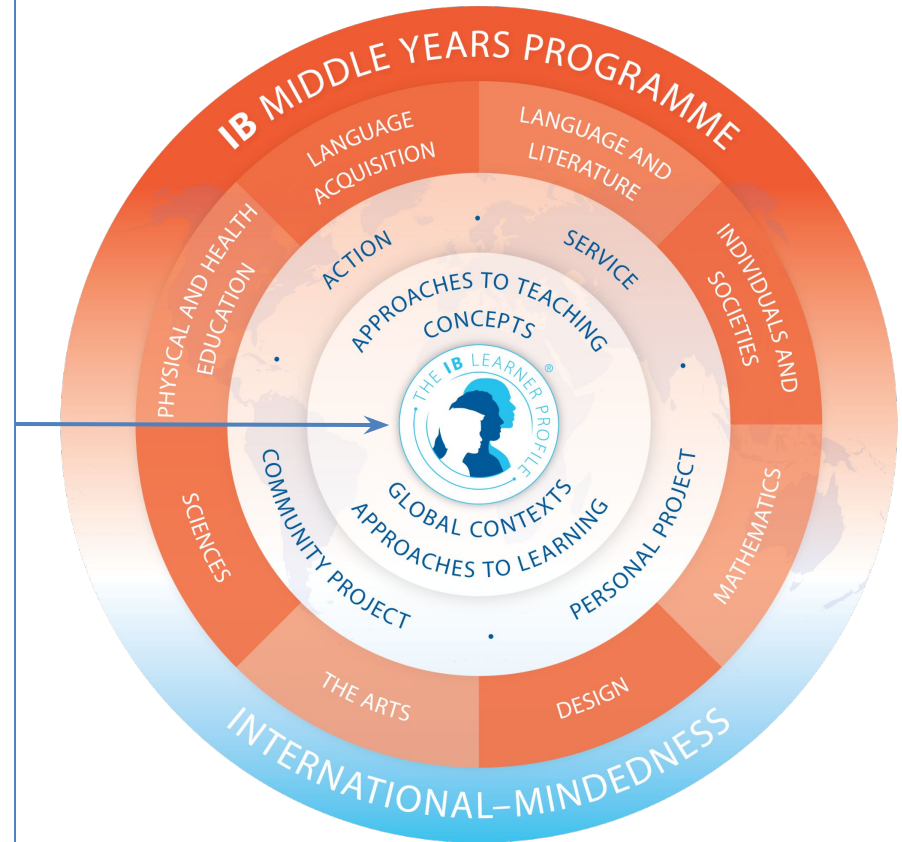 IB MIDDLE YEARS PROGRAMME
LANGUAGE
ACQUISITION
LANGUAGE AND
LITERATURE
INDIVIDUALS AND
SOCIETIES
MATHEMATICS
DESIGN
THE ARTS
SCIENCES
PHYSICAL AND HEALTH
EDUCATION
ACTION
SERVICE
PERSONAL PROJECT
COMMUNITY PROJECT
APPROACHES TO TEACHING
CONCEPTS
THE IB LEARNER PROFILE
®
GLOBAL CONTEXTS
APPROACHES TO LEARNING
INTERNATIONAL–MINDEDNESS